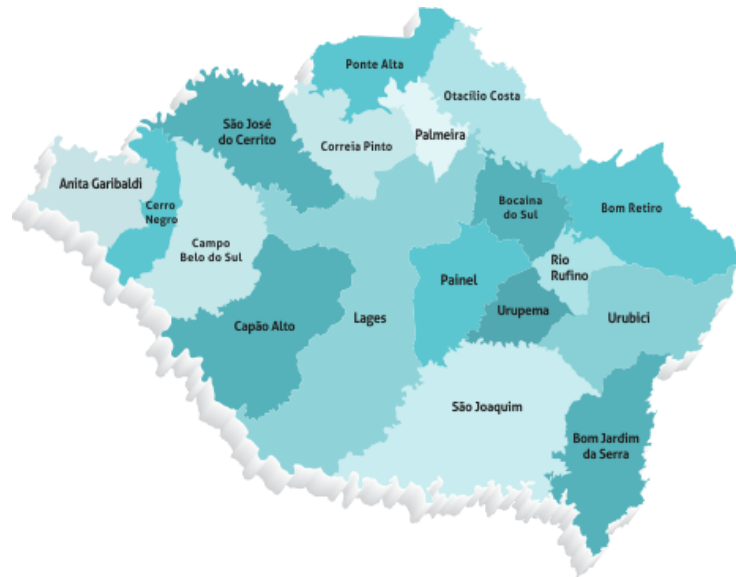 Ponte Alta
Otacílio Costa
São José
do Cerrito
Correia Pinto
Palmeira
Anita Garibaldi
Cerro
Negro
Bocaina
do Sul
Bom Retiro
Campo
Belo do Sul
Rio
Rufino
Painel
Urupema
Urubici
Lages
Capão Alto
São Joaquim
Bom Jardim
da Serra